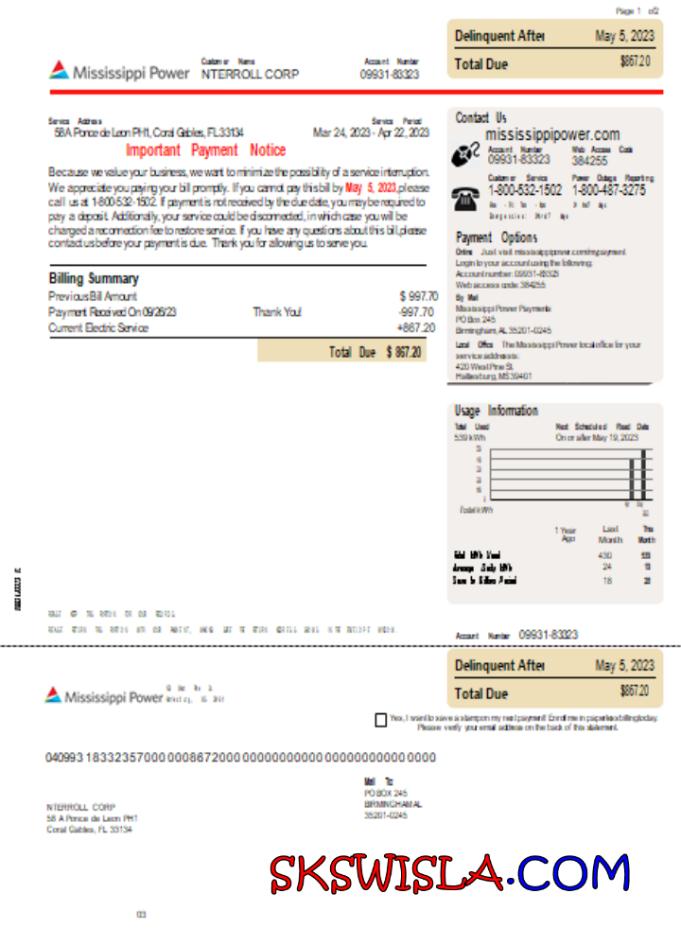 Page 1 of2
Delinquent After May 5, 2023
Total Due $867.20
Mississippi Power
Customer Name
NTERROLL CORP
Account Number
09931-83323
Service Address
58A Ponce de Leon PH1, Coral Gables, FL 33134
Service Period
Mar 24, 2023 - Apr 22, 2023
Important Payment Notice
Because we value your business, we want to minimize the possiblity of a service interruption.
We appreciate you paying your bill promptly. If you cannot pay this bill by May 5, 2023,please
call us at 1-800-532-1502. If payment is not received by the due date, you may be required to
pay a deposit. Additionally, your service could be disconnected, in which case you will be
charged a reconnection fee to restore service. If you have any questions about this bill,please
contact us before your payment is due. Thank you for allowing us to serve you.
Billing Summary
Previous Bill Amount $ 997.70
Payment Received On 09/26/23 Thank You! -997.70
Current Electric Service +867.20
Total Due $ 867.20
Contact Us
mississippipower.com
Account Number
09931-83323
Web Access Code
384255
Customer Service
1-800-532-1502
Power Outage Reporting
1-800-487-3275
Payment Options
Online Just visit mississippipower.com/mypayment
Login to your account using the following:
Account number: 09931-83323
Web access code: 384255
By Mail
Mississippi Power Payments
PO Box 245
Birmingham, AL 35201-0245
Local Office The Mississippi Power local office for your
service address is:
420 West Pine St.
Hattiesburg, MS 39401
Usage Information
Total Used
539 kWh
Next Scheduled Read Date
On or after May 19, 2023
Total kWh
1 Year Ago
Last Month
This Month
Total kWh Used 430 539
Average Daily kWh 24
Days In Billing Period 18
Account Number 09931-83323
Delinquent After May 5, 2023
Total Due $867.20
Mississippi Power
Yes, I want to save a stamp on my next payment! Enroll me in paperless billing today.
Please verify your email address on the back of this statement.
Mail To:
PO BOX 245
BIRMINGHAM AL
35201-0245
NTERROLL CORP
58 A Ponce de Leon PH1
Coral Gables, FL 33134
SKSWISLA.COM
03